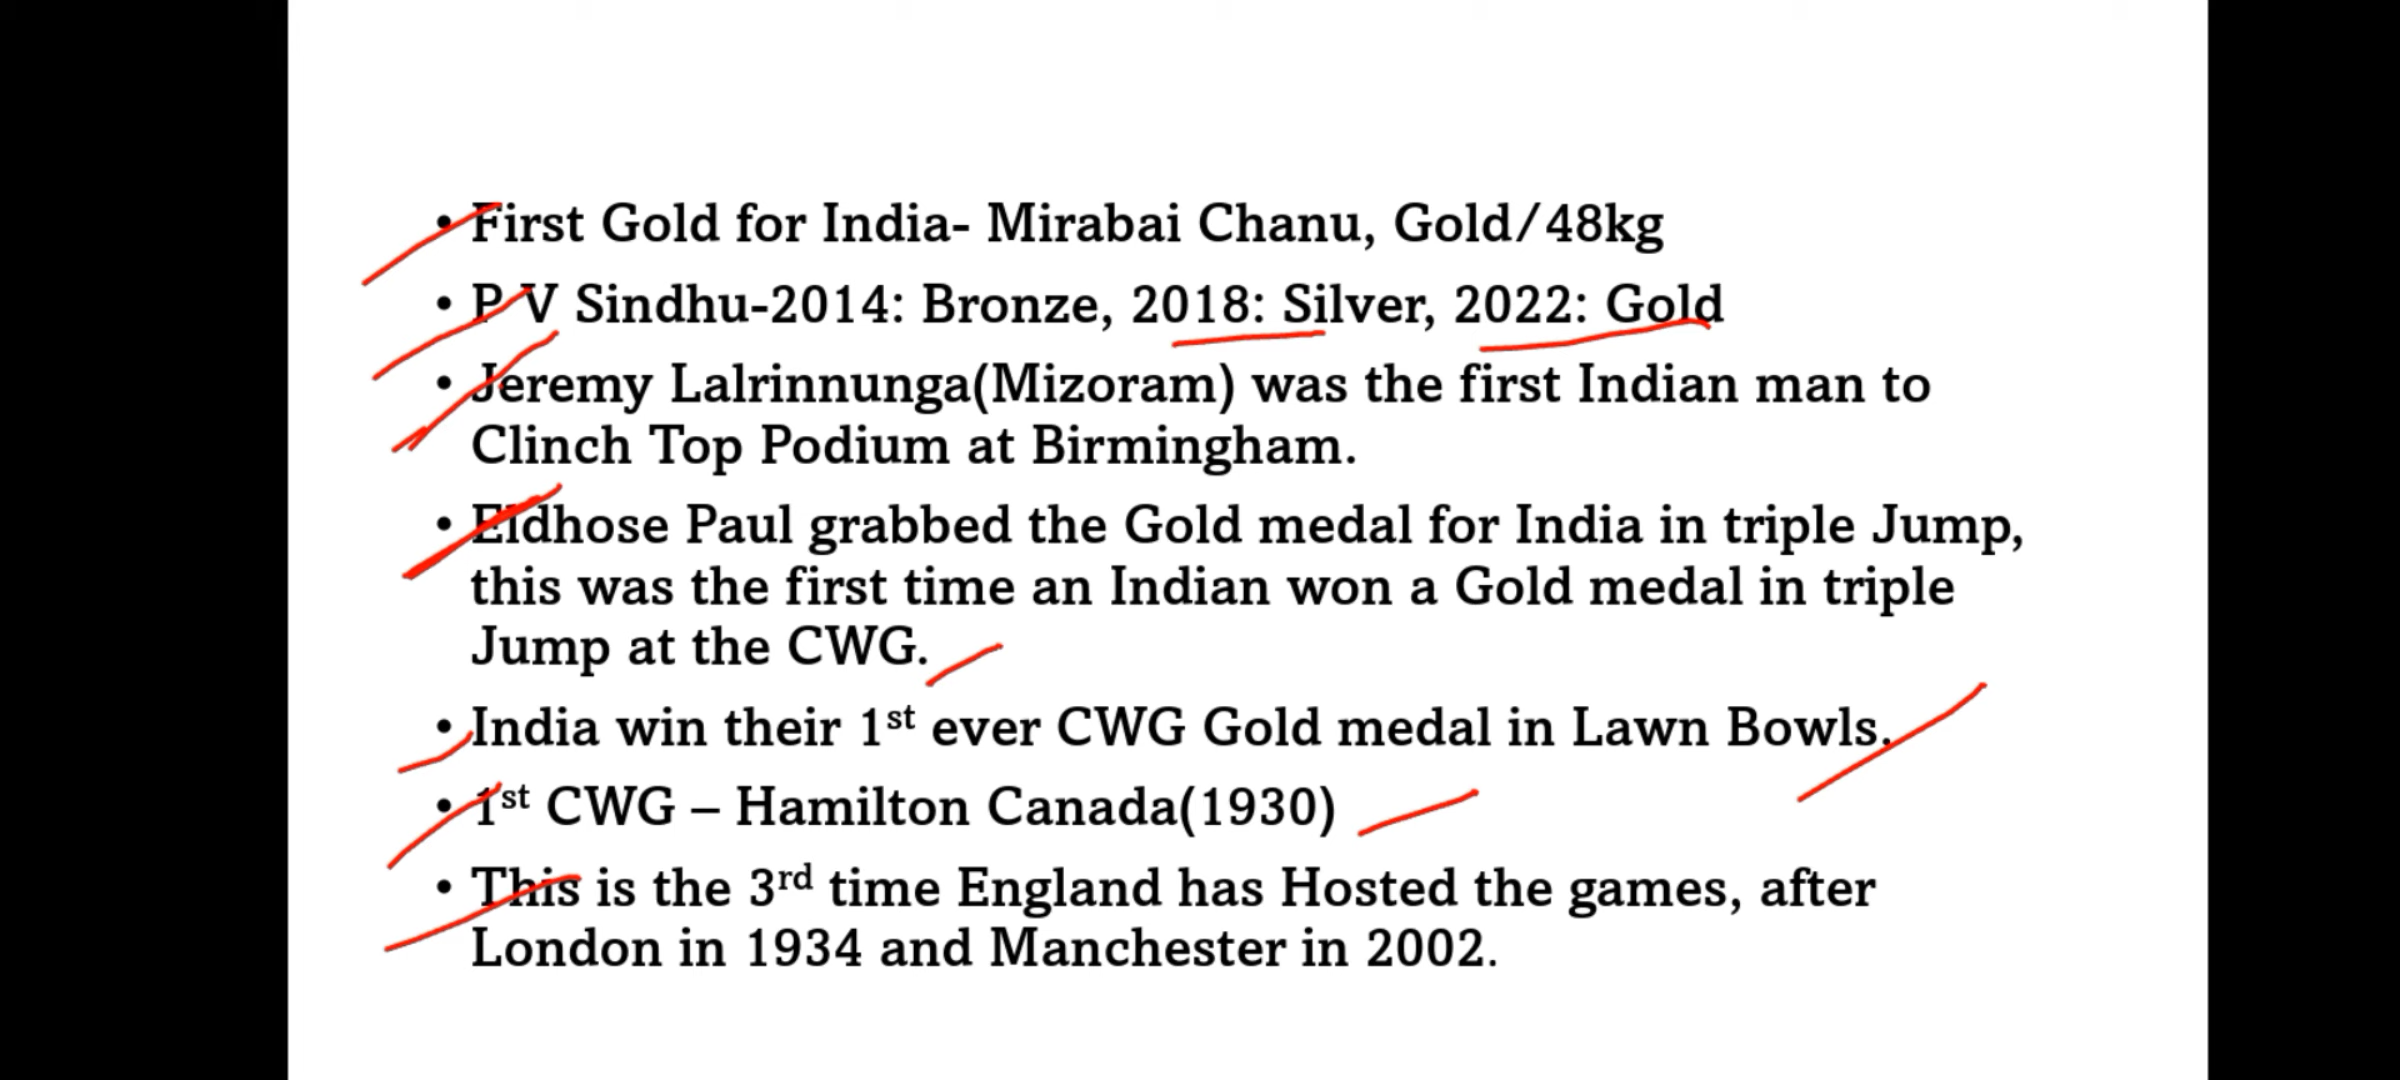 • First Gold for India- Mirabai Chanu, Gold/48kg
• P V Sindhu-2014: Bronze, 2018: Silver, 2022: Gold
• Jeremy Lalrinnunga(Mizoram) was the first Indian man to
Clinch Top Podium at Birmingham.
• Eldhose Paul grabbed the Gold medal for India in triple Jump,
this was the first time an Indian won a Gold medal in triple
Jump at the CWG.
• India win their 1st ever CWG Gold medal in Lawn Bowls.
• 1st CWG – Hamilton Canada(1930)
• This is the 3rd time England has Hosted the games, after
London in 1934 and Manchester in 2002.